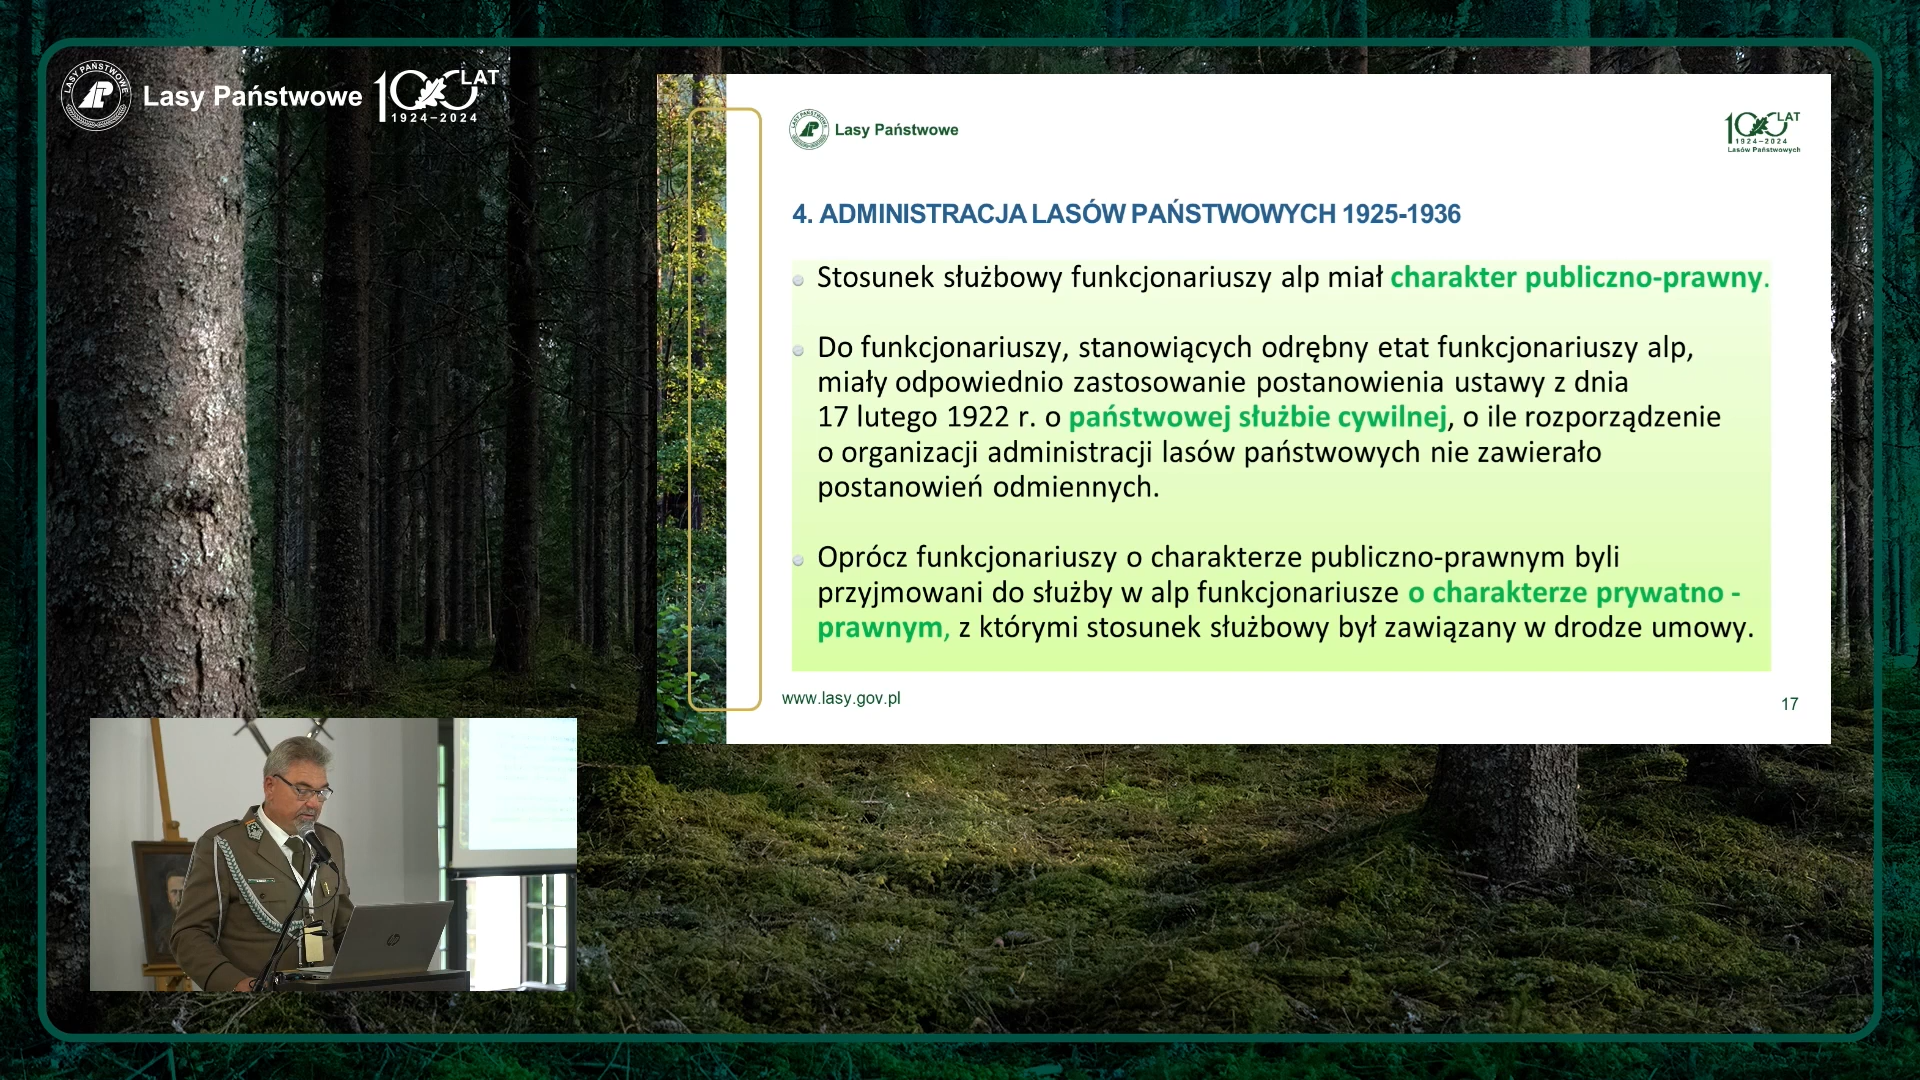 LASY PAŃSTWOWE
Lasy Państwowe
100 LAT
1924–2024
Lasy Państwowe
100 LAT
1924–2024
Lasów Państwowych
4. ADMINISTRACJA LASÓW PAŃSTWOWYCH 1925-1936
Stosunek służbowy funkcjonariuszy alp miał charakter publiczno-prawny.
Do funkcjonariuszy, stanowiących odrębny etat funkcjonariuszy alp,
miały odpowiednio zastosowanie postanowienia ustawy z dnia
17 lutego 1922 r. o państwowej służbie cywilnej, o ile rozporządzenie
o organizacji administracji lasów państwowych nie zawierało
postanowień odmiennych.
Oprócz funkcjonariuszy o charakterze publiczno-prawnym byli
przyjmowani do służby w alp funkcjonariusze o charakterze prywatno -
prawnym, z którymi stosunek służbowy był zawiązany w drodze umowy.
www.lasy.gov.pl
17
hp